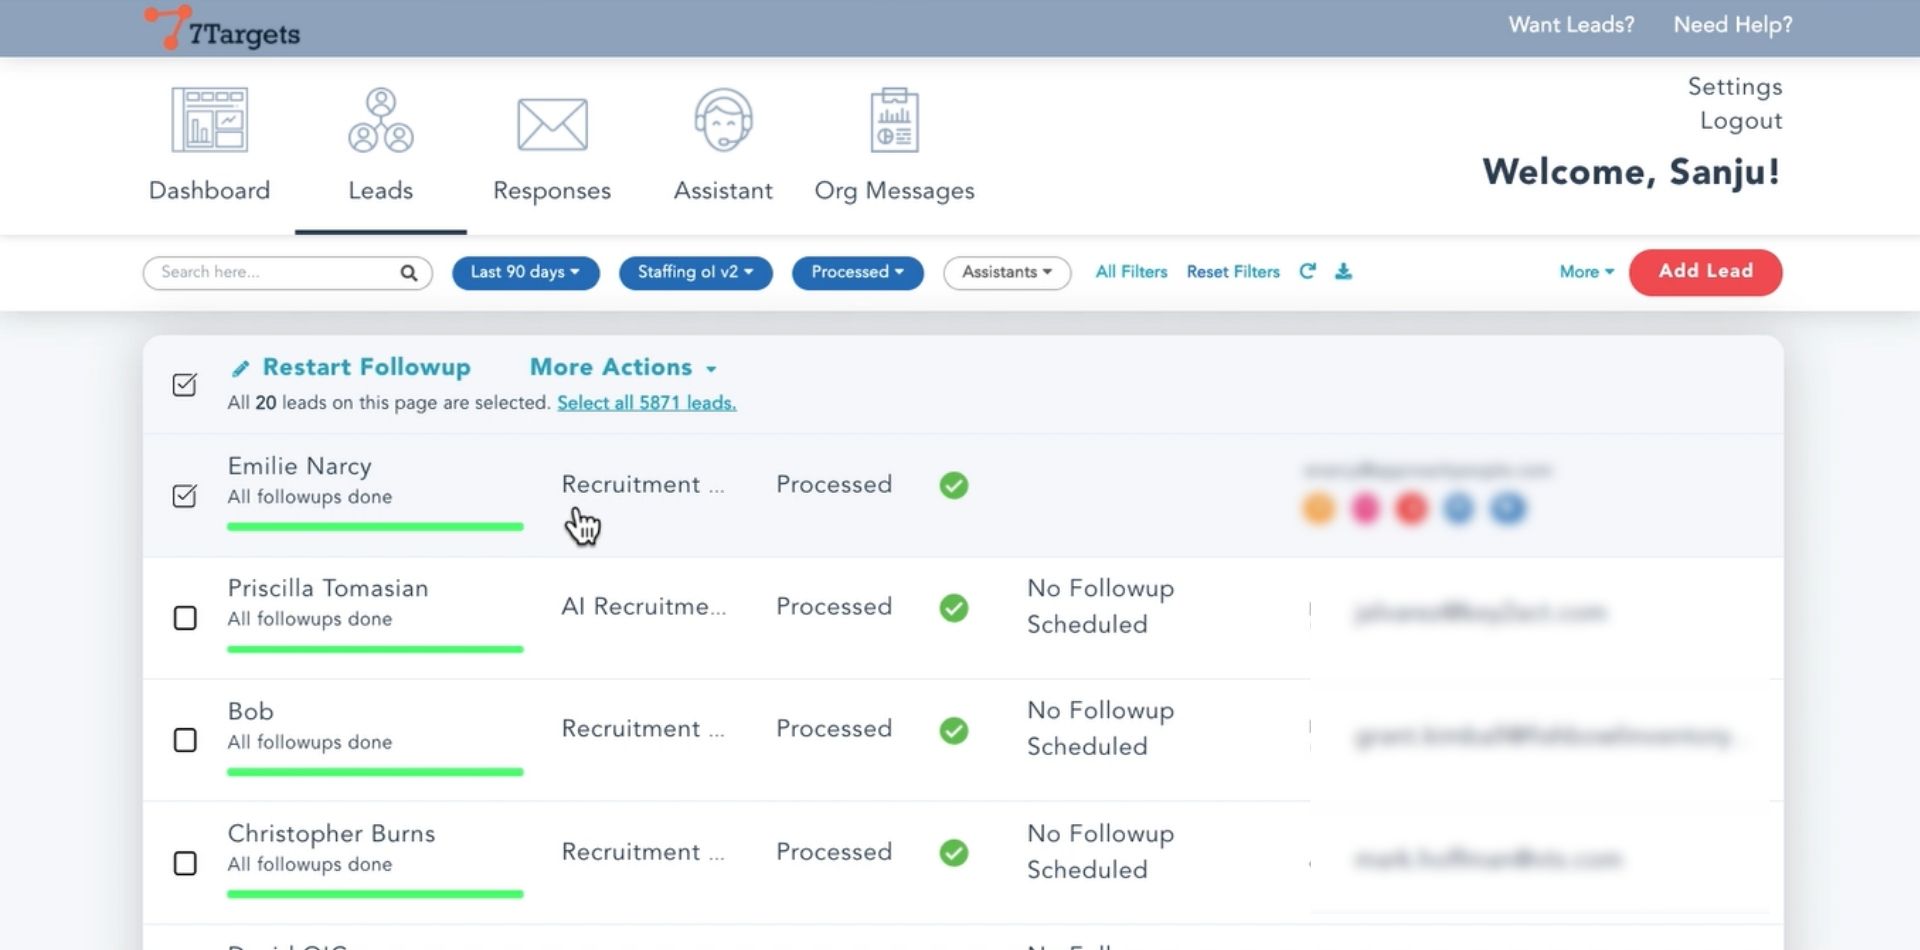 7Targets
Want Leads? Need Help?
Settings
Logout
Welcome, Sanju!
Dashboard Leads Responses Assistant Org Messages
Search here... Last 90 days Staffing ol v2 Processed Assistants All Filters Reset Filters More Add Lead
Restart Followup More Actions
All 20 leads on this page are selected. Select all 5871 leads.
Emilie Narcy
All followups done
Recruitment ... Processed
Priscilla Tomasian
All followups done
AI Recruitme... Processed
No Followup
Scheduled
Bob
All followups done
Recruitment ... Processed
No Followup
Scheduled
Christopher Burns
All followups done
Recruitment ... Processed
No Followup
Scheduled